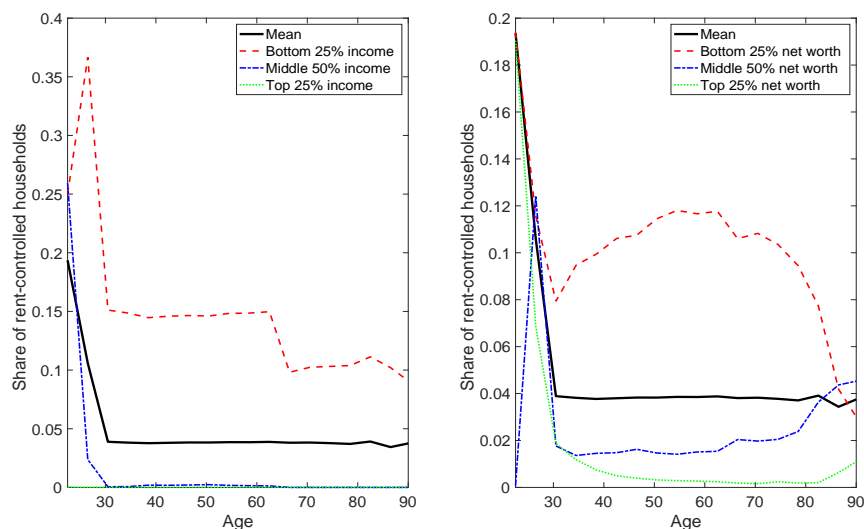 Mean
Bottom 25% income
Middle 50% income
Top 25% income
0.4
0.35
0.3
0.25
0.2
0.15
0.1
0.05
0
Share of rent-controlled households
30 40 50 60 70 80 90
Age
Mean
Bottom 25% net worth
Middle 50% net worth
Top 25% net worth
0.2
0.18
0.16
0.14
0.12
0.1
0.08
0.06
0.04
0.02
0
Share of rent-controlled households
30 40 50 60 70 80 90
Age